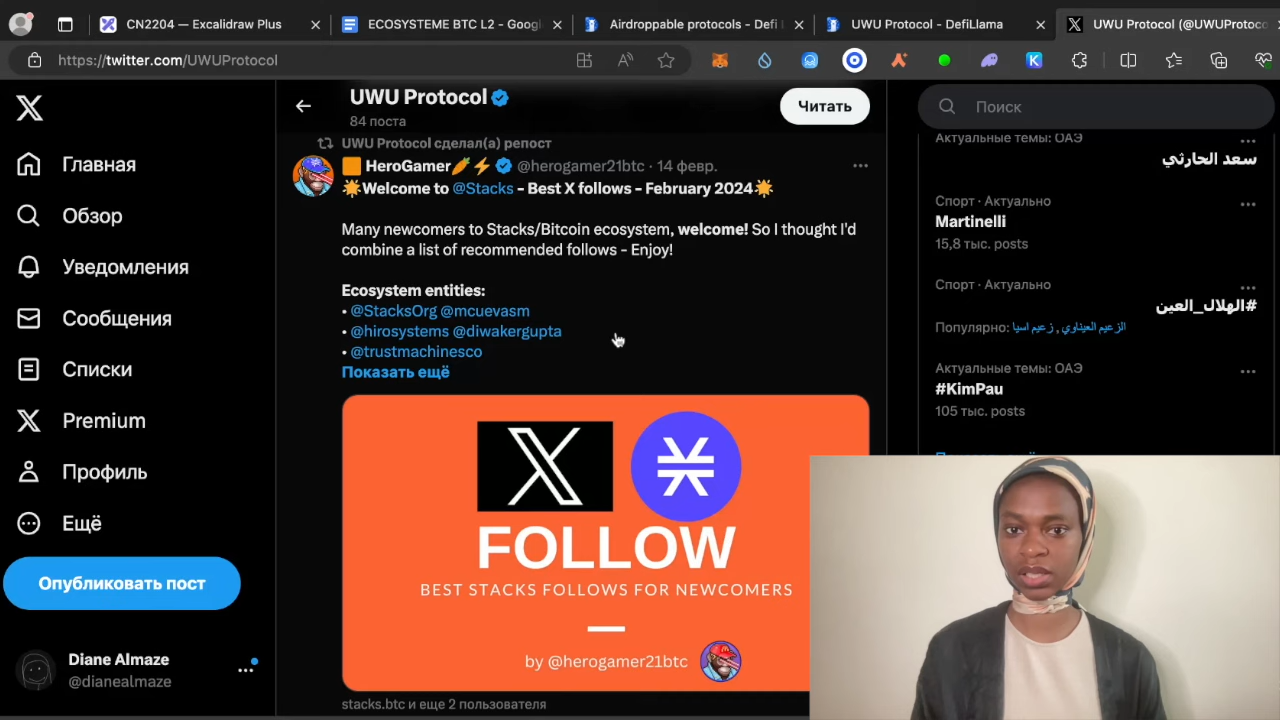 CN2204 — Excalidraw Plus
ECOSYSTEME BTC L2 - Googl
Airdroppable protocols - Defi
UWU Protocol - DefiLlama
UWU Protocol (@UWUProtoco
https://twitter.com/UWUProtocol
Главная
Обзор
Уведомления
Сообщения
Списки
Premium
Профиль
Ещё
Опубликовать пост
Diane Almaze
@dianealmaze
UWU Protocol
84 поста
Читать
UWU Protocol сделал(а) репост
HeroGamer🥕⚡ @herogamer21btc · 14 февр.
🌟Welcome to @Stacks - Best X follows - February 2024🌟
Many newcomers to Stacks/Bitcoin ecosystem, welcome! So I thought I'd
combine a list of recommended follows - Enjoy!
Ecosystem entities:
• @StacksOrg @mcuevasm
• @hirosystems @diwakergupta
• @trustmachinesco
Показать ещё
FOLLOW
BEST STACKS FOLLOWS FOR NEWCOMERS
by @herogamer21btc
stacks.btc и еще 2 пользователя
Поиск
Актуальные темы: ОАЭ
سعد الحارثي
Спорт · Актуально
Martinelli
15,8 тыс. posts
Спорт · Актуально
#الهلال_العين
Популярно: الزعيم العيناوي , زعيم اسيا
Актуальные темы: ОАЭ
#KimPau
105 тыс. posts